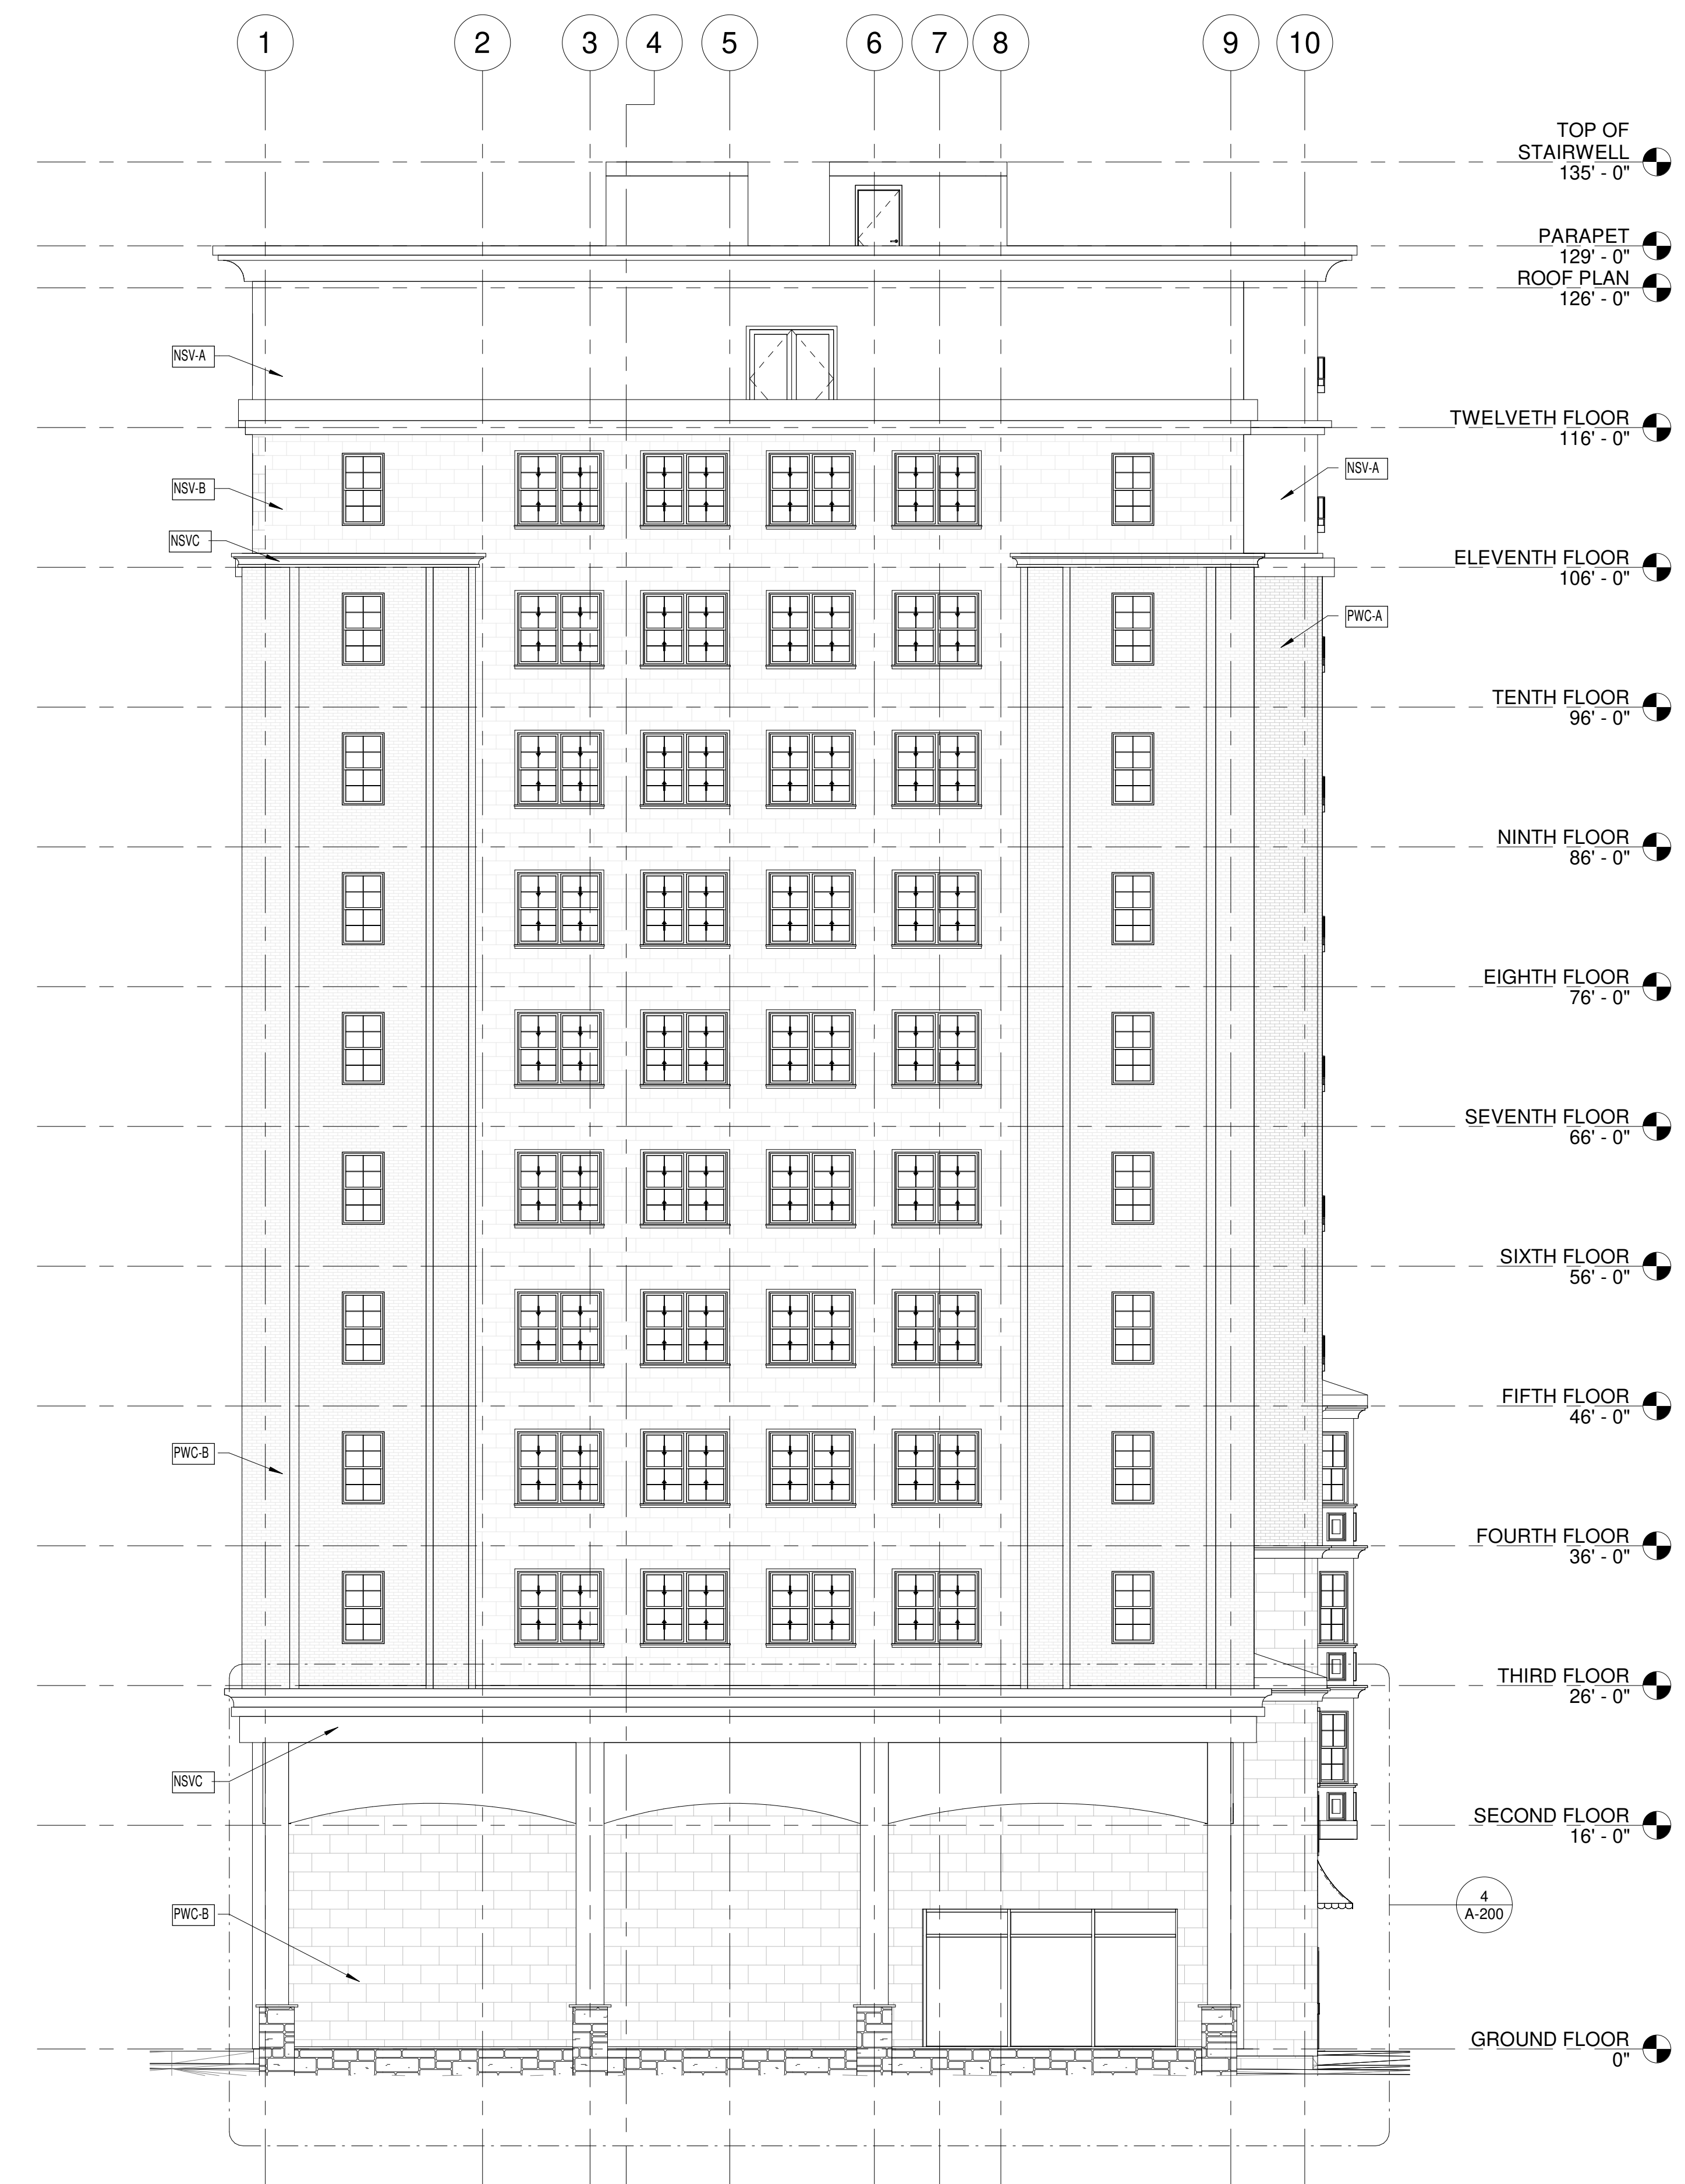 1 2 3 4 5 6 7 8 9 10
TOP OF
STAIRWELL
135' - 0"
PARAPET
129' - 0"
ROOF PLAN
126' - 0"
NSV-A
TWELVETH FLOOR
116' - 0"
NSV-A
NSV-B
NSVC
ELEVENTH FLOOR
106' - 0"
PWC-A
TENTH FLOOR
96' - 0"
NINTH FLOOR
86' - 0"
EIGHTH FLOOR
76' - 0"
SEVENTH FLOOR
66' - 0"
SIXTH FLOOR
56' - 0"
FIFTH FLOOR
46' - 0"
PWC-B
FOURTH FLOOR
36' - 0"
THIRD FLOOR
26' - 0"
NSVC
SECOND FLOOR
16' - 0"
4
A-200
PWC-B
GROUND FLOOR
0"